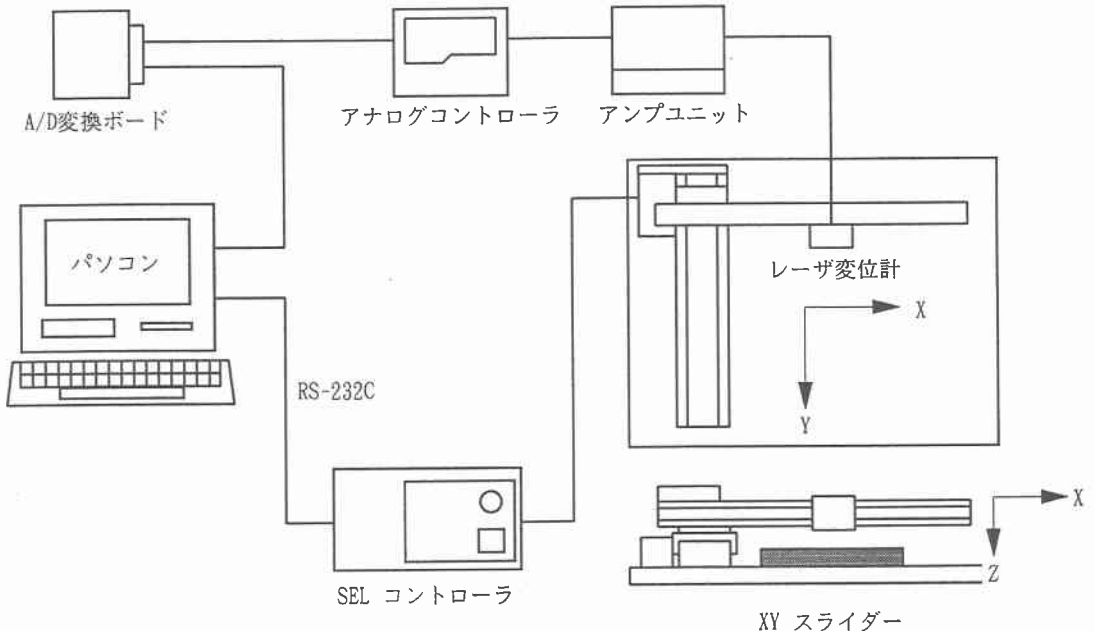 A/D変換ボード
アナログコントローラ
アンプユニット
パソコン
レーザ変位計
X
Y
RS-232C
X
Z
SEL コントローラ
XY スライダー